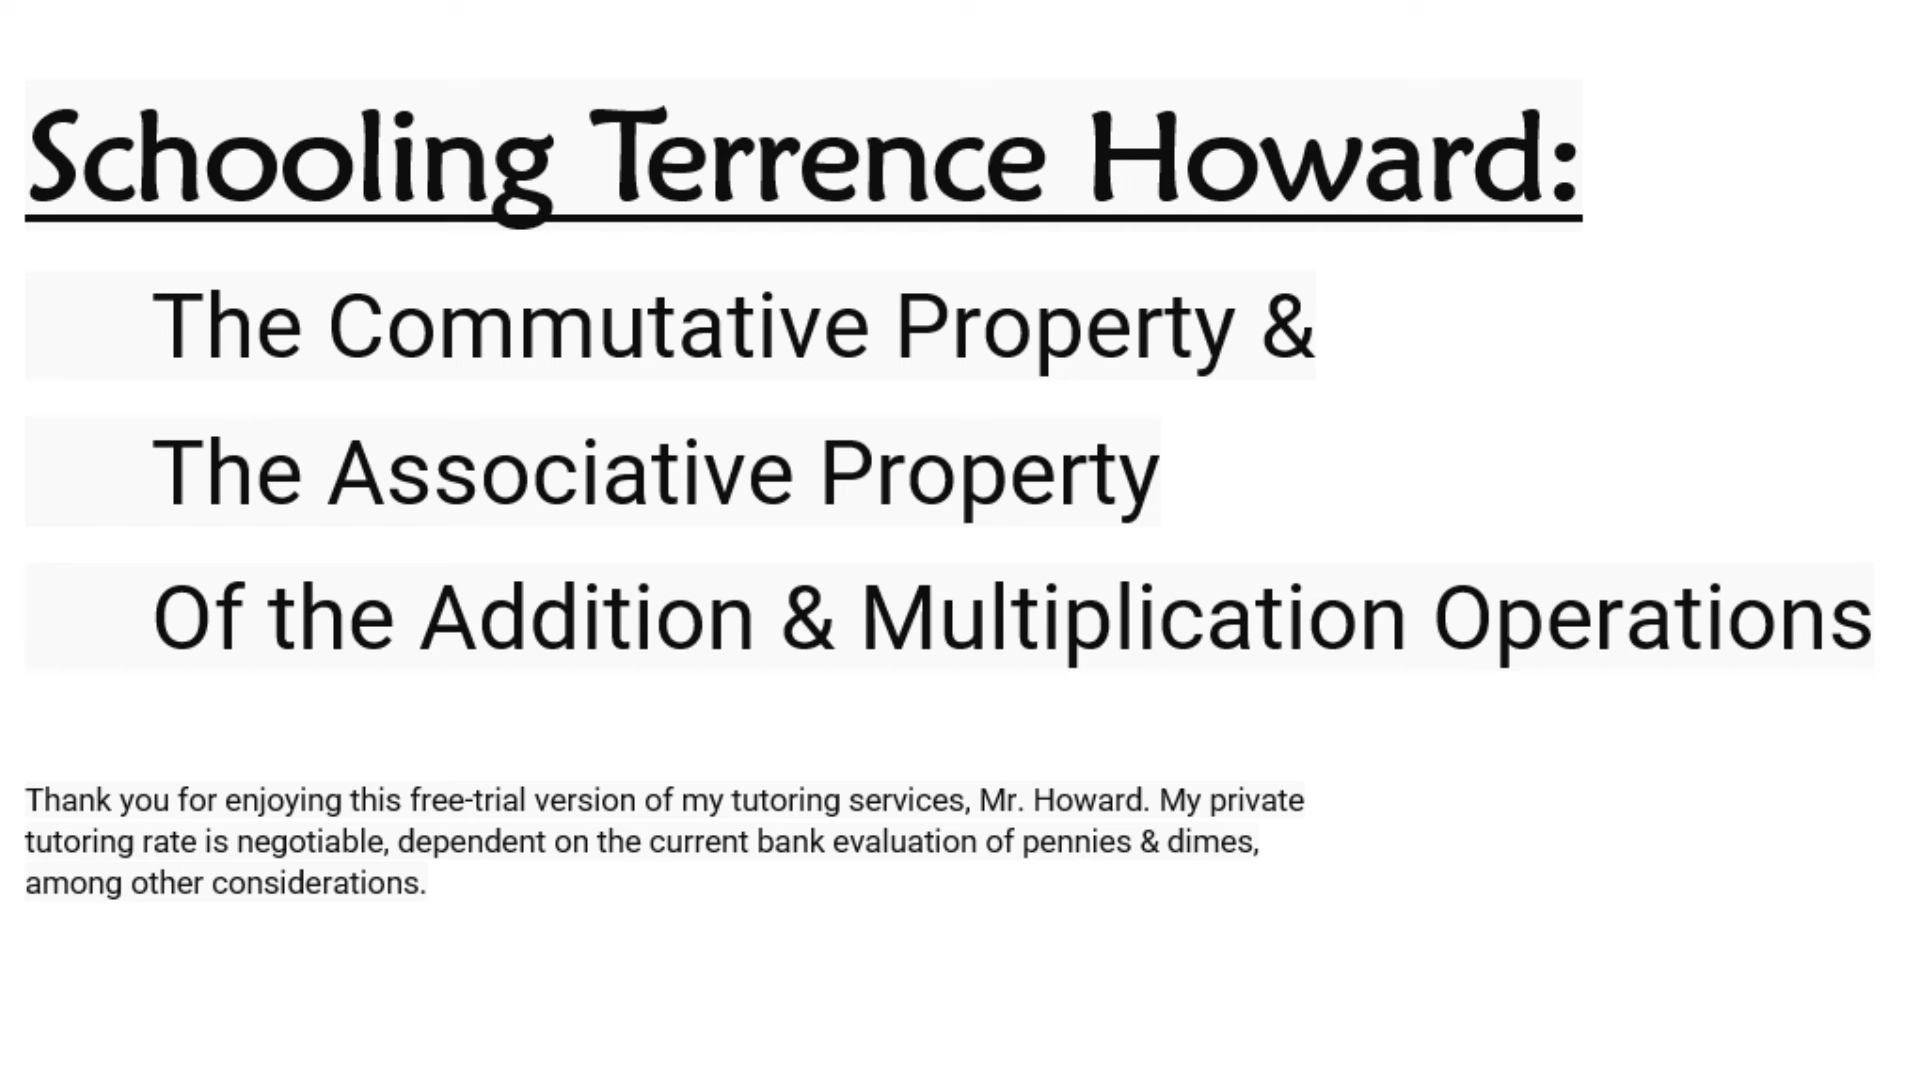 Schooling Terrence Howard:
The Commutative Property &
The Associative Property
Of the Addition & Multiplication Operations
Thank you for enjoying this free-trial version of my tutoring services, Mr. Howard. My private
tutoring rate is negotiable, dependent on the current bank evaluation of pennies & dimes,
among other considerations.